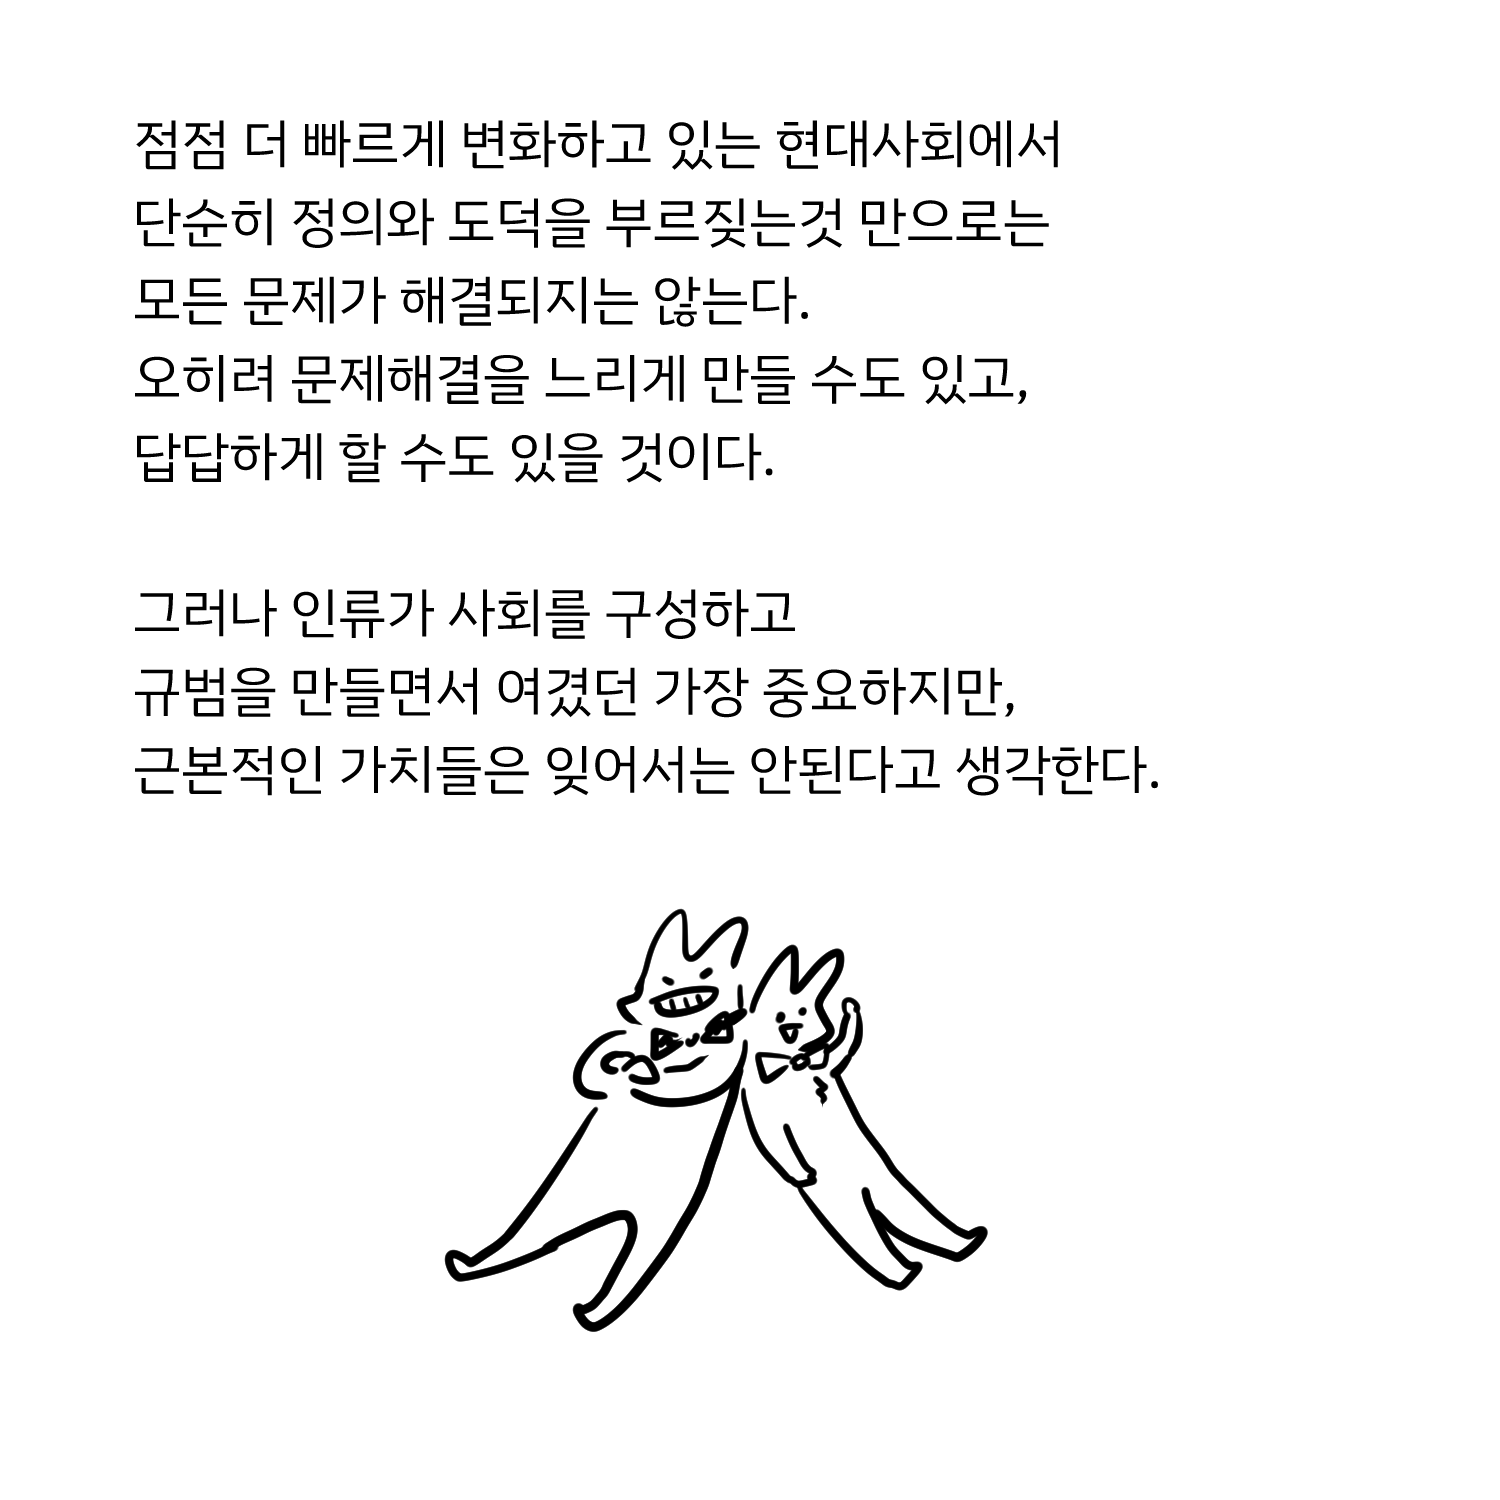 점점 더 빠르게 변화하고 있는 현대사회에서
단순히 정의와 도덕을 부르짖는것 만으로는
모든 문제가 해결되지는 않는다.
오히려 문제해결을 느리게 만들 수도 있고,
답답하게 할 수도 있을 것이다.
그러나 인류가 사회를 구성하고
규범을 만들면서 여겼던 가장 중요하지만,
근본적인 가치들은 잊어서는 안된다고 생각한다.